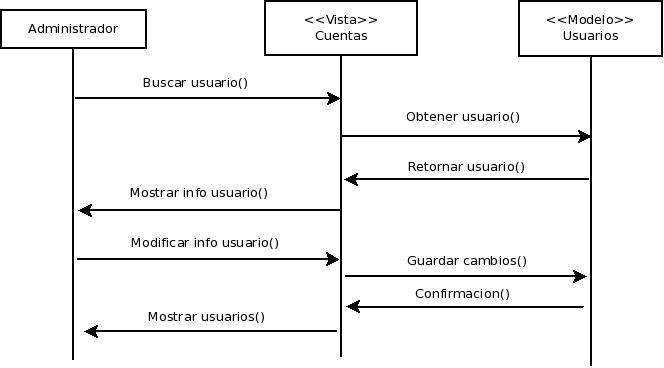 Administrador
<<Vista>>
Cuentas
<<Modelo>>
Usuarios
Buscar usuario()
Obtener usuario()
Retornar usuario()
Mostrar info usuario()
Modificar info usuario()
Guardar cambios()
Confirmacion()
Mostrar usuarios()